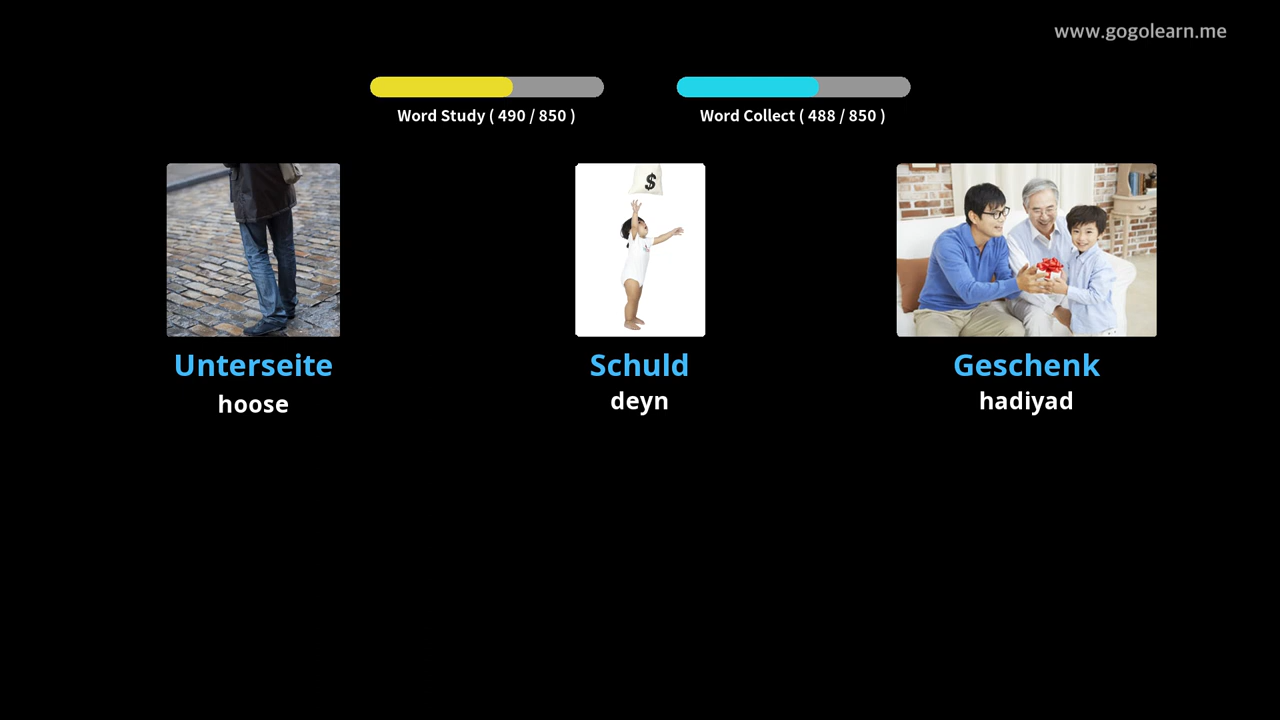 www.gogolearn.me
Word Study ( 490 / 850 )
Word Collect ( 488 / 850 )
$
Unterseite
hoose
Schuld
deyn
Geschenk
hadiyad